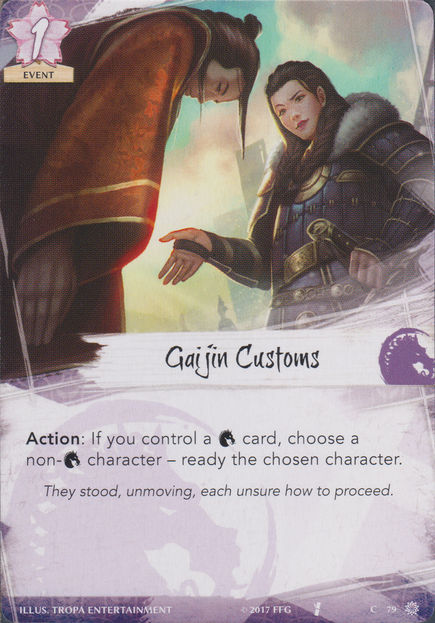 1
EVENT
Gaijin Customs
Action: If you control a card, choose a
non- character – ready the chosen character.
They stood, unmoving, each unsure how to proceed.
ILLUS. TROPA ENTERTAINMENT ©2017 FFG C 79